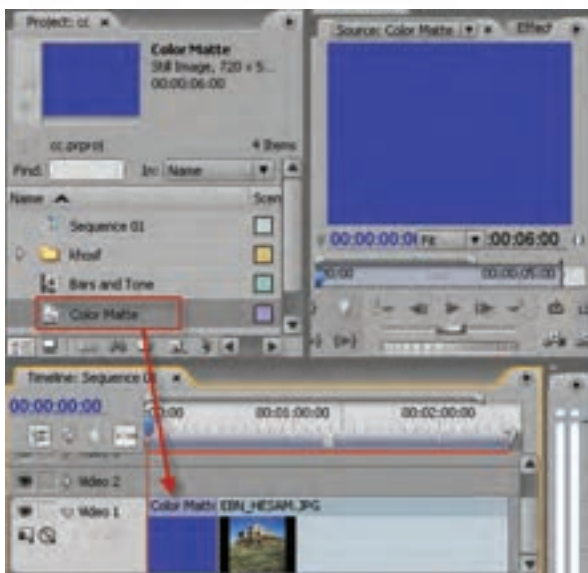 Project: cc
Color Matte
Still Image, 720 x 5...
00:00:06:00
cc.prproj
4 Items
Find:
In: Name
Name
Scen
Sequence 01
khosf
Bars and Tone
Color Matte
Source: Color Matte
Effect
00:00:00:0
Fit
00:06:00
00:00
00:00:05:00
Timeline: Sequence 0
00:00:00:00
00:00
00:01:00:00
00:02:00:00
Video 2
Video 1
Color Matte
EBN_HESAM.JPG